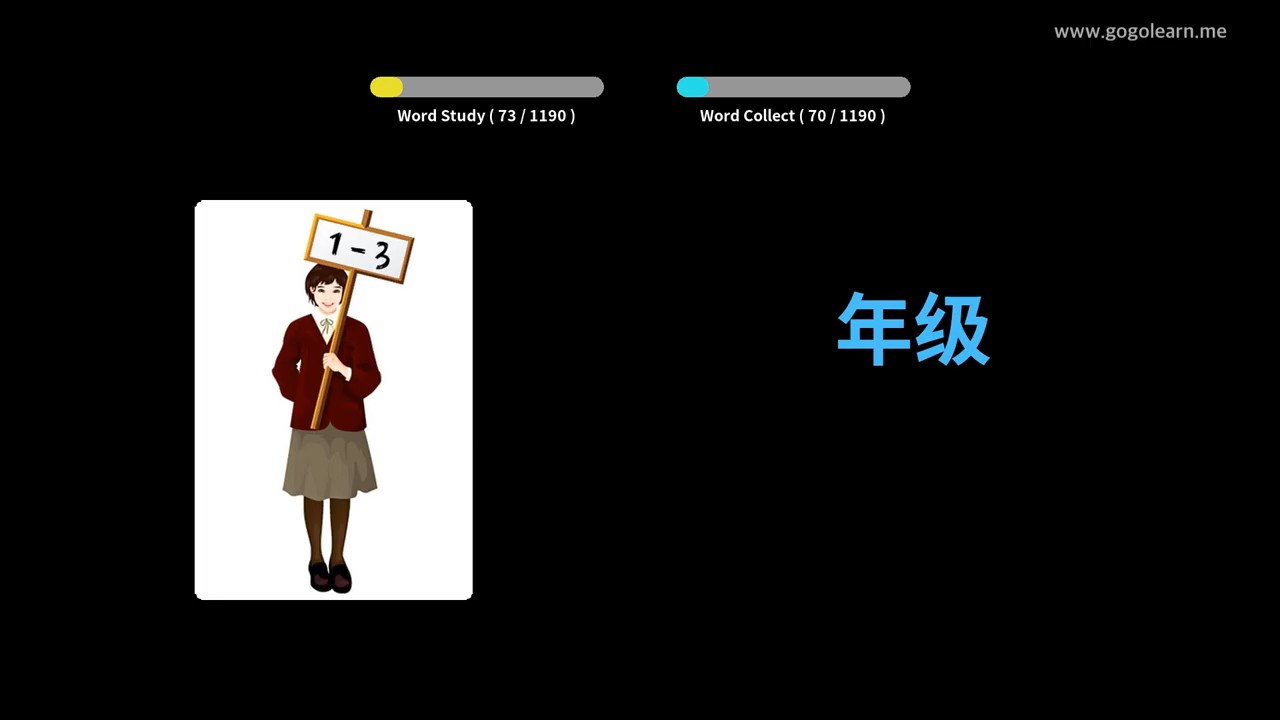 www.gogolearn.me
Word Study ( 73 / 1190 )
Word Collect ( 70 / 1190 )
1 - 3
年级